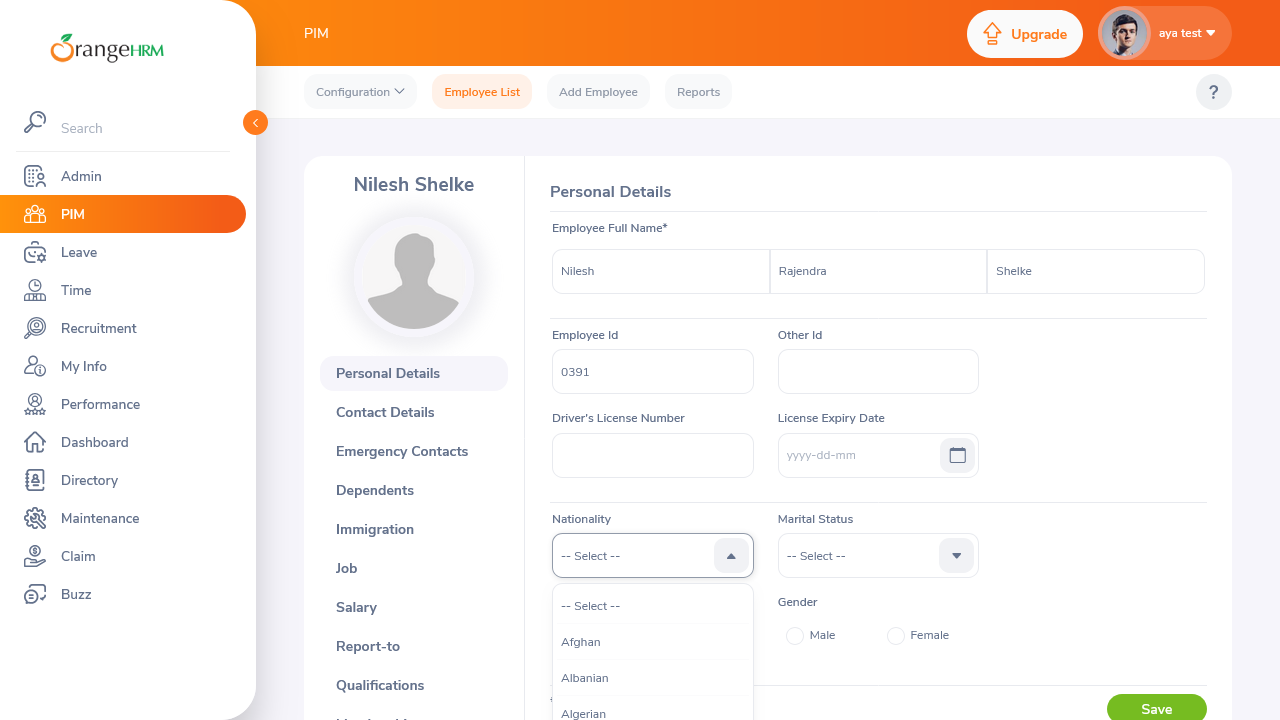 orangeHRM
PIM
Upgrade
aya test
Configuration
Employee List
Add Employee
Reports
?
Search
Admin
PIM
Leave
Time
Recruitment
My Info
Performance
Dashboard
Directory
Maintenance
Claim
Buzz
Nilesh Shelke
Personal Details
Contact Details
Emergency Contacts
Dependents
Immigration
Job
Salary
Report-to
Qualifications
Personal Details
Employee Full Name*
Nilesh
Rajendra
Shelke
Employee Id
Other Id
0391
Driver's License Number
License Expiry Date
yyyy-dd-mm
Nationality
Marital Status
-- Select --
-- Select --
-- Select --
Afghan
Albanian
Algerian
Gender
Male
Female
Save